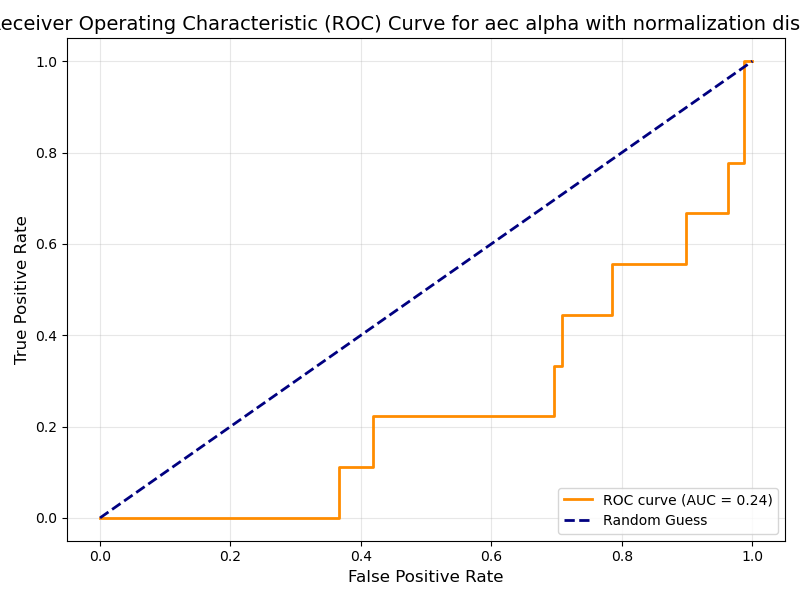 eceiver Operating Characteristic (ROC) Curve for aec alpha with normalization dis
1.0
0.8
0.6
0.4
0.2
0.0
True Positive Rate
0.0 0.2 0.4 0.6 0.8 1.0
False Positive Rate
ROC curve (AUC = 0.24)
Random Guess